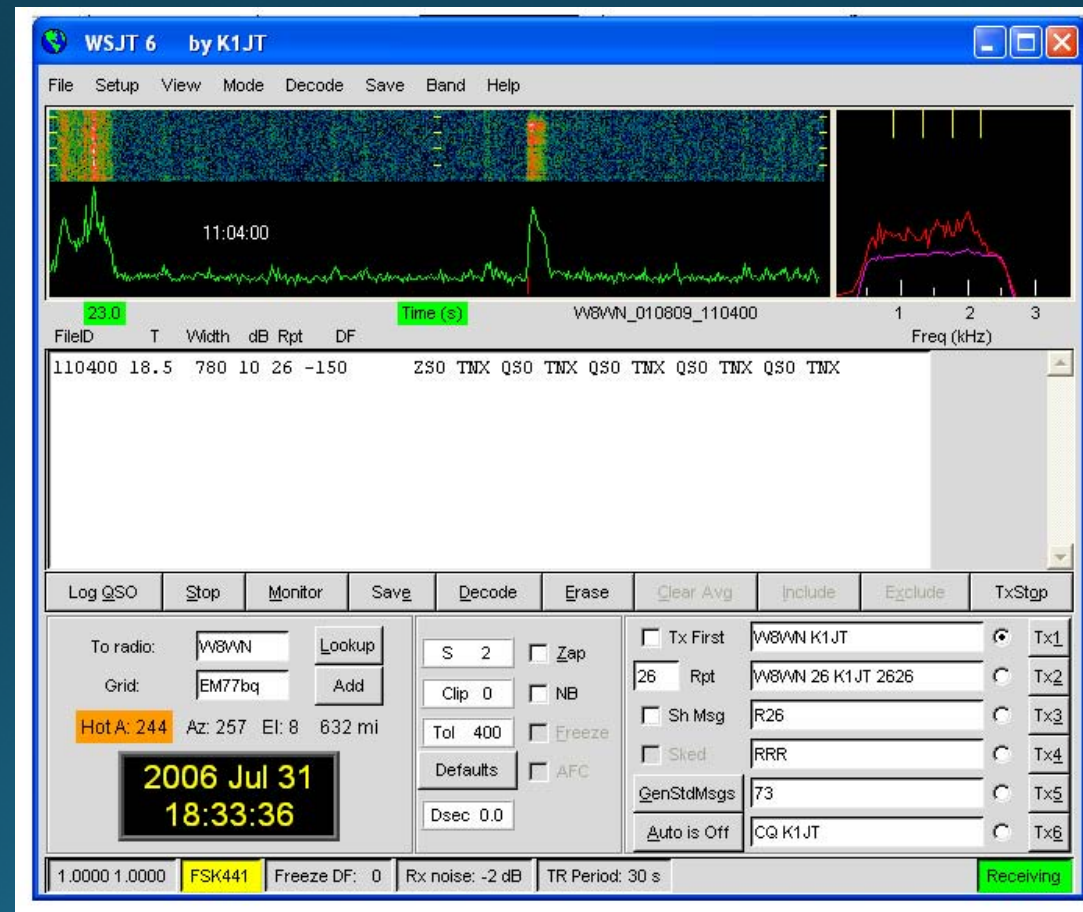 WSJT 6 by K1JT
File Setup View Mode Decode Save Band Help
11:04:00
23.0 Time (s) W8WN_010809_110400 1 2 3
FileID T Width dB Rpt DF Freq (kHz)
110400 18.5 780 10 26 -150 ZSO TNX QSO TNX QSO TNX QSO TNX QSO TNX
Log QSO Stop Monitor Save Decode Erase Clear Avg Include Exclude TxStop
To radio: W8WN Lookup
Grid: EM77bq Add
Hot A: 244 Az: 257 El: 8 632 mi
2006 Jul 31
18:33:36
S 2 Zap
Clip 0 NB
Tol 400 Freeze
Defaults AFC
Dsec 0.0
Tx First W8WN K1JT Tx1
26 Rpt W8WN 26 K1JT 2626 Tx2
Sh Msg R26 Tx3
Sked RRR Tx4
GenStdMsgs 73 Tx5
Auto is Off CQ K1JT Tx6
1.0000 1.0000 FSK441 Freeze DF: 0 Rx noise: -2 dB TR Period: 30 s Receiving